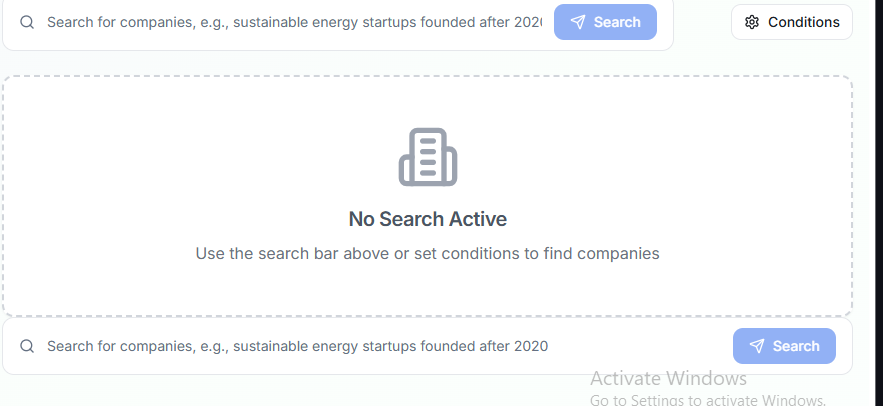 Search for companies, e.g., sustainable energy startups founded after 202
Search
Conditions
No Search Active
Use the search bar above or set conditions to find companies
Search for companies, e.g., sustainable energy startups founded after 2020
Search
Activate Windows
Go to Settings to activate Windows.